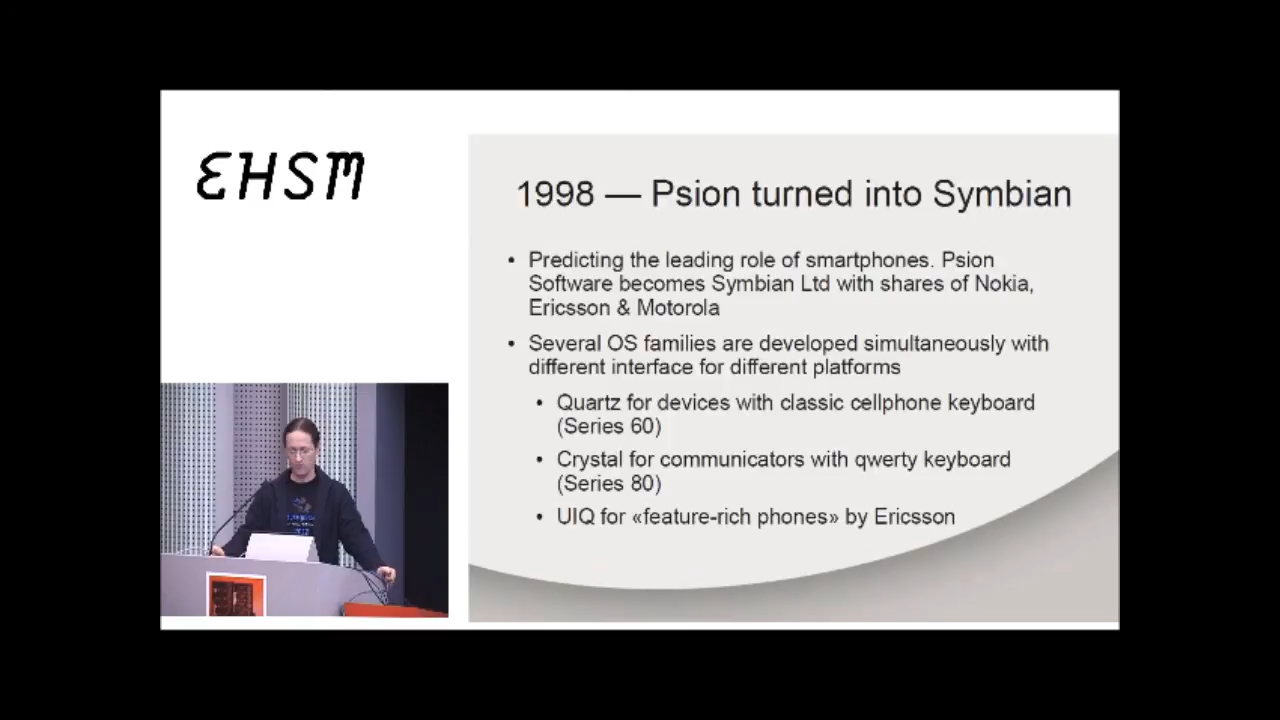 EHSM
1998 — Psion turned into Symbian
• Predicting the leading role of smartphones. Psion
Software becomes Symbian Ltd with shares of Nokia,
Ericsson & Motorola
• Several OS families are developed simultaneously with
different interface for different platforms
• Quartz for devices with classic cellphone keyboard
(Series 60)
• Crystal for communicators with qwerty keyboard
(Series 80)
• UIQ for «feature-rich phones» by Ericsson